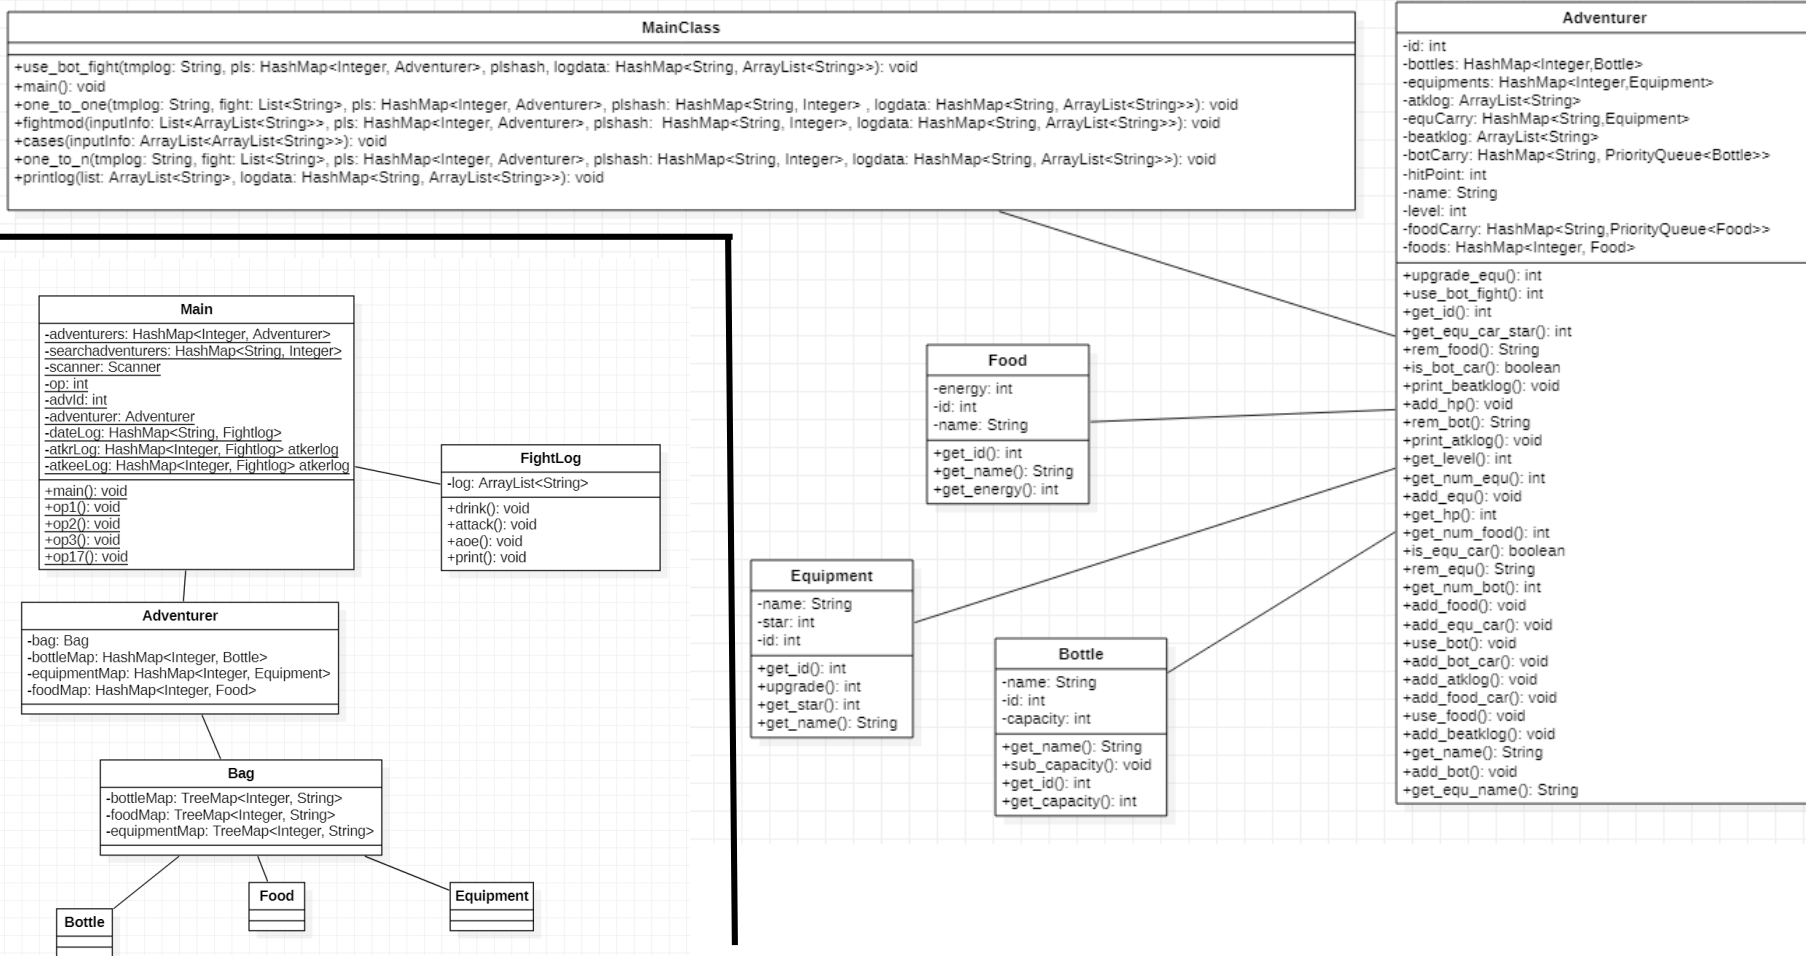 MainClass
+use_bot_fight(tmplog: String, pls: HashMap<Integer, Adventurer>, plshash, logdata: HashMap<String, ArrayList<String>>): void
+main(): void
+one_to_one(tmplog: String, fight: List<String>, pls: HashMap<Integer, Adventurer>, plshash: HashMap<String, Integer> , logdata: HashMap<String, ArrayList<String>>): void
+fightmod(inputInfo: List<ArrayList<String>>, pls: HashMap<Integer, Adventurer>, plshash:  HashMap<String, Integer>, logdata: HashMap<String, ArrayList<String>>): void
+cases(inputInfo: ArrayList<ArrayList<String>>): void
+one_to_n(tmplog: String, fight: List<String>, pls: HashMap<Integer, Adventurer>, plshash: HashMap<String, Integer>, logdata: HashMap<String, ArrayList<String>>): void
+printlog(list: ArrayList<String>, logdata: HashMap<String, ArrayList<String>>): void
Adventurer
-id: int
-bottles: HashMap<Integer,Bottle>
-equipments: HashMap<Integer,Equipment>
-atklog: ArrayList<String>
-equCarry: HashMap<String,Equipment>
-beatklog: ArrayList<String>
-botCarry: HashMap<String, PriorityQueue<Bottle>>
-hitPoint: int
-name: String
-level: int
-foodCarry: HashMap<String,PriorityQueue<Food>>
-foods: HashMap<Integer, Food>
+upgrade_equ(): int
+use_bot_fight(): int
+get_id(): int
+get_equ_car_star(): int
+rem_food(): String
+is_bot_car(): boolean
+print_beatklog(): void
+add_hp(): void
+rem_bot(): String
+print_atklog(): void
+get_level(): int
+get_num_equ(): int
+add_equ(): void
+get_hp(): int
+get_num_food(): int
+is_equ_car(): boolean
+rem_equ(): String
+get_num_bot(): int
+add_food(): void
+add_equ_car(): void
+use_bot(): void
+add_bot_car(): void
+add_atklog(): void
+add_food_car(): void
+use_food(): void
+add_beatklog(): void
+get_name(): String
+add_bot(): void
+get_equ_name(): String
Food
-energy: int
-id: int
-name: String
+get_id(): int
+get_name(): String
+get_energy(): int
Equipment
-name: String
-star: int
-id: int
+get_id(): int
+upgrade(): int
+get_star(): int
+get_name(): String
Bottle
-name: String
-id: int
-capacity: int
+get_name(): String
+sub_capacity(): void
+get_id(): int
+get_capacity(): int
Main
-adventurers: HashMap<Integer, Adventurer>
-searchadventurers: HashMap<String, Integer>
-scanner: Scanner
-op: int
-advId: int
-adventurer: Adventurer
-dateLog: HashMap<String, Fightlog>
-atkrLog: HashMap<Integer, Fightlog> atkerlog
-atkeeLog: HashMap<Integer, Fightlog> atkerlog
+main(): void
+op1(): void
+op2(): void
+op3(): void
+op17(): void
FightLog
-log: ArrayList<String>
+drink(): void
+attack(): void
+aoe(): void
+print(): void
Adventurer
-bag: Bag
-bottleMap: HashMap<Integer, Bottle>
-equipmentMap: HashMap<Integer, Equipment>
-foodMap: HashMap<Integer, Food>
Bag
-bottleMap: TreeMap<Integer, String>
-foodMap: TreeMap<Integer, String>
-equipmentMap: TreeMap<Integer, String>
Bottle
Food
Equipment